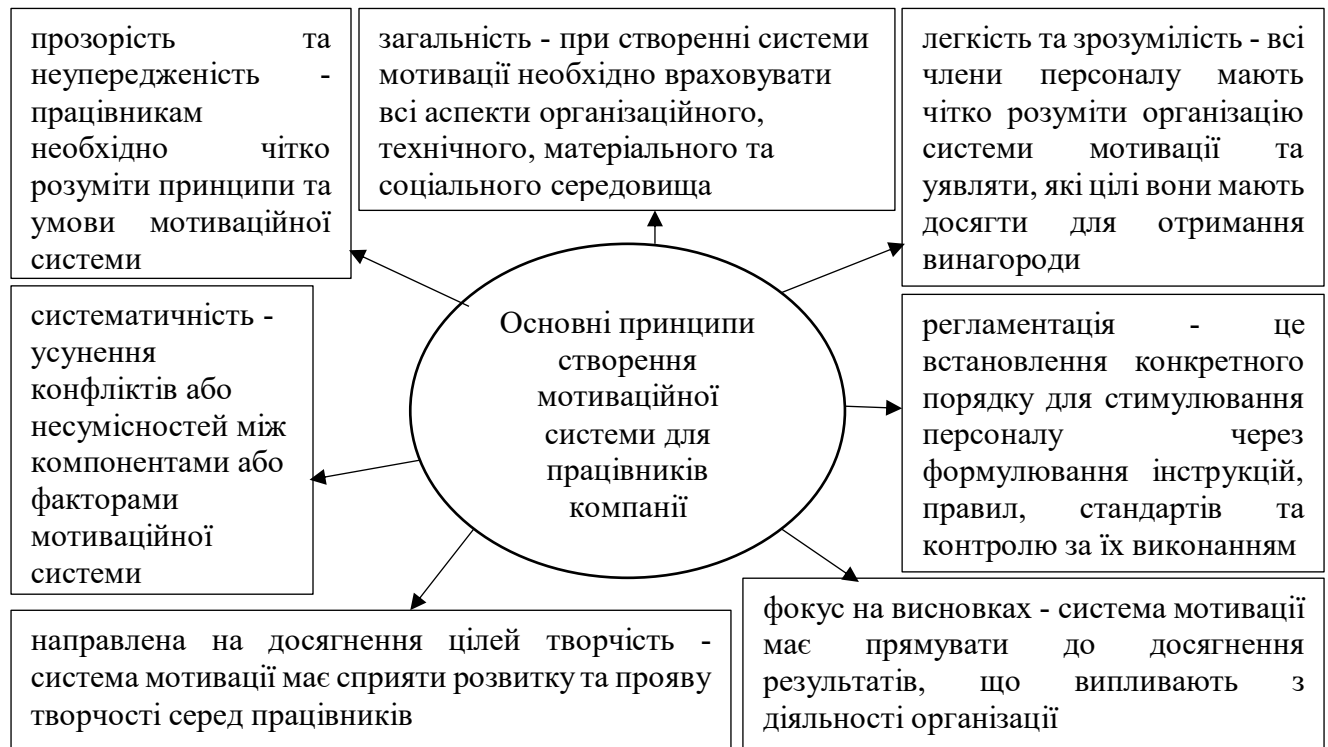 прозорість та
неупередженість -
працівникам
необхідно чітко
розуміти принципи та
умови мотиваційної
системи
загальність - при створенні системи
мотивації необхідно враховувати
всі аспекти організаційного,
технічного, матеріального та
соціального середовища
легкість та зрозумілість - всі
члени персоналу мають
чітко розуміти організацію
системи мотивації та
уявляти, які цілі вони мають
досягти для отримання
винагороди
систематичність -
усунення
конфліктів або
несумісностей між
компонентами або
факторами
мотиваційної
системи
Основні принципи
створення
мотиваційної
системи для
працівників
компанії
регламентація - це
встановлення конкретного
порядку для стимулювання
персоналу через
формулювання інструкцій,
правил, стандартів та
контролю за їх виконанням
направлена на досягнення цілей творчість -
система мотивації має сприяти розвитку та прояву
творчості серед працівників
фокус на висновках - система мотивації
має прямувати до досягнення
результатів, що випливають з
діяльності організації